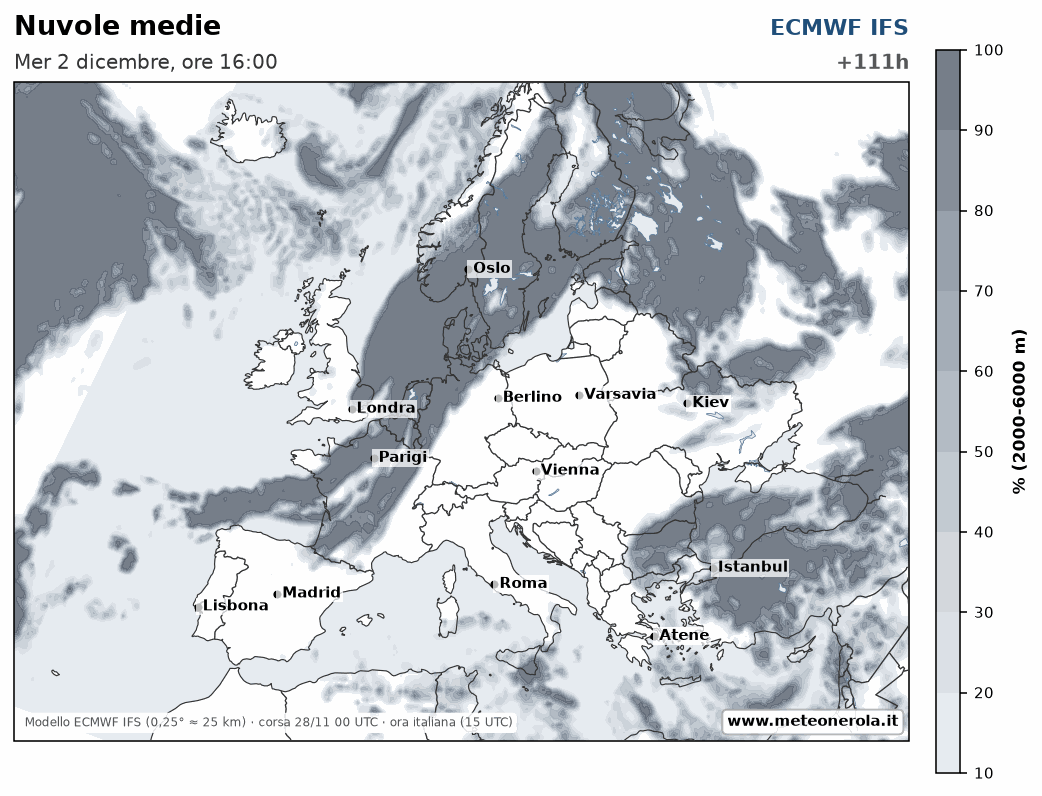 Nuvole medie
ECMWF IFS
Mer 2 dicembre, ore 16:00
+111h
100
90
80
70
60
50
40
30
20
10
% (2000-6000 m)
Oslo
Londra
Berlino
Varsavia
Kiev
Parigi
Vienna
Istanbul
Roma
Madrid
Lisbona
Atene
Modello ECMWF IFS (0,25° ≈ 25 km) · corsa 28/11 00 UTC · ora italiana (15 UTC)
www.meteonerola.it